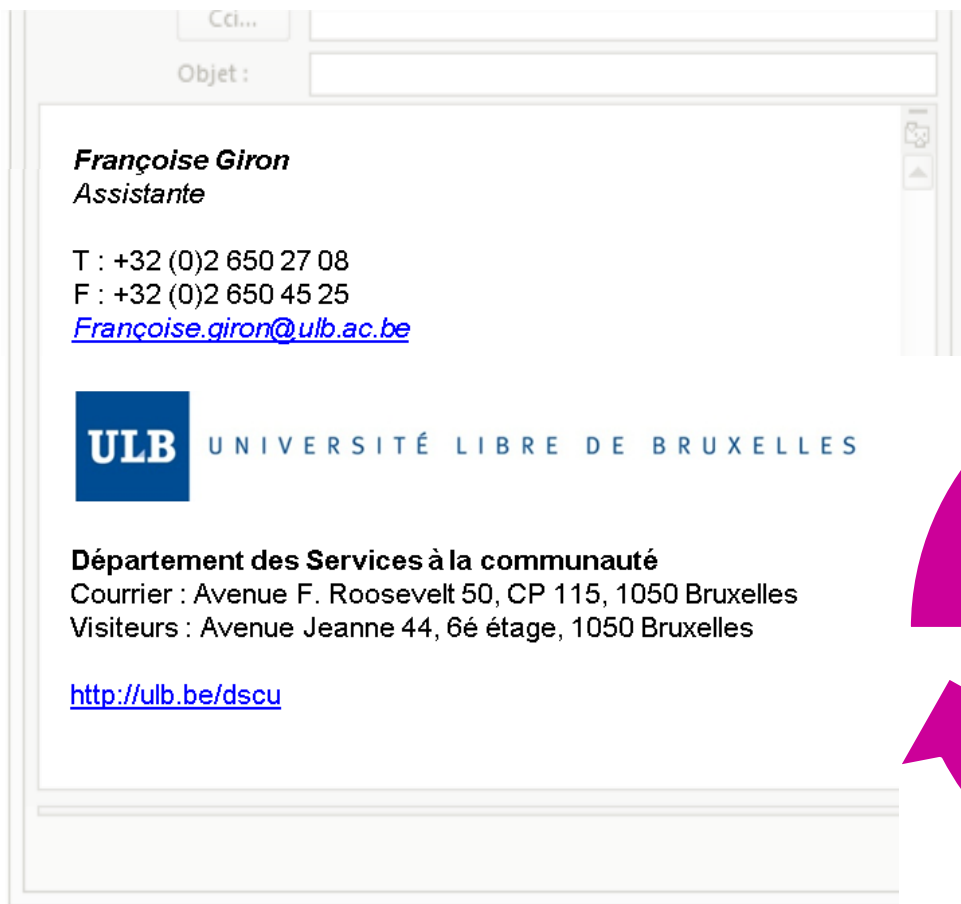 Cci...
Objet :
Françoise Giron
Assistante
T : +32 (0)2 650 27 08
F : +32 (0)2 650 45 25
Françoise.giron@ulb.ac.be
ULB UNIVERSITÉ LIBRE DE BRUXELLES
Département des Services à la communauté
Courrier : Avenue F. Roosevelt 50, CP 115, 1050 Bruxelles
Visiteurs : Avenue Jeanne 44, 6é étage, 1050 Bruxelles
http://ulb.be/dscu